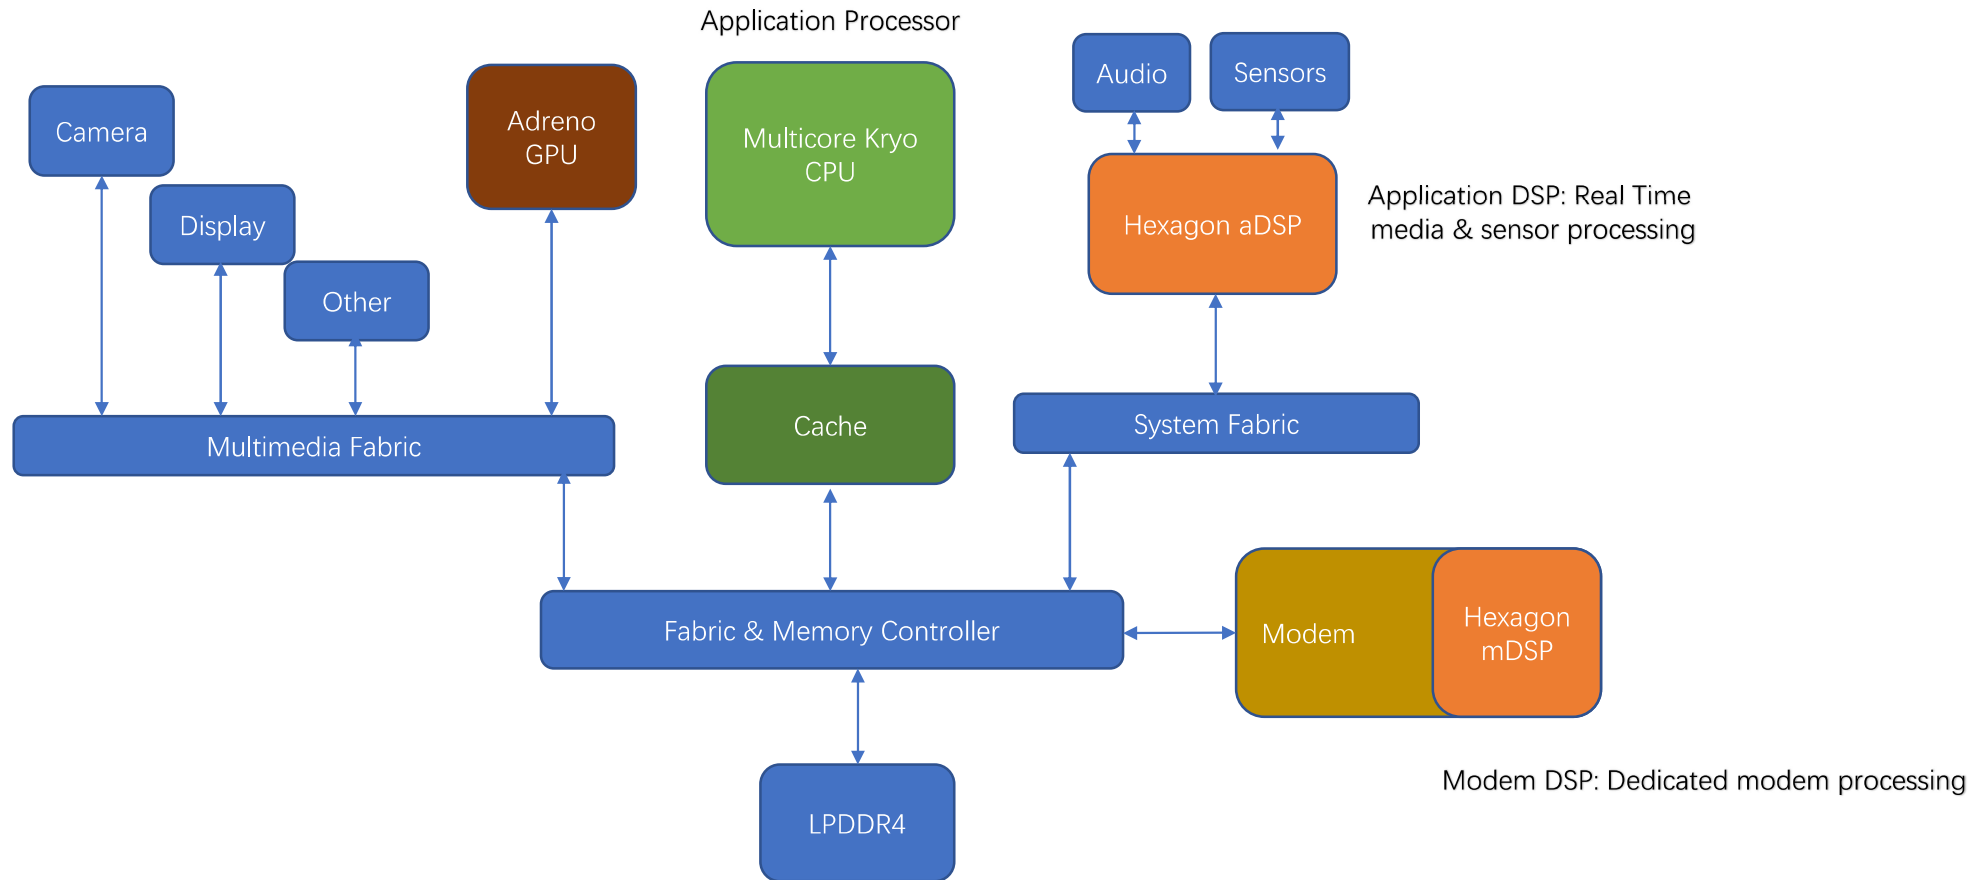 Application Processor
Audio
Sensors
Camera
Adreno
GPU
Multicore Kryo
CPU
Display
Hexagon aDSP
Application DSP: Real Time
media & sensor processing
Other
Cache
System Fabric
Multimedia Fabric
Fabric & Memory Controller
Modem
Hexagon
mDSP
Modem DSP: Dedicated modem processing
LPDDR4